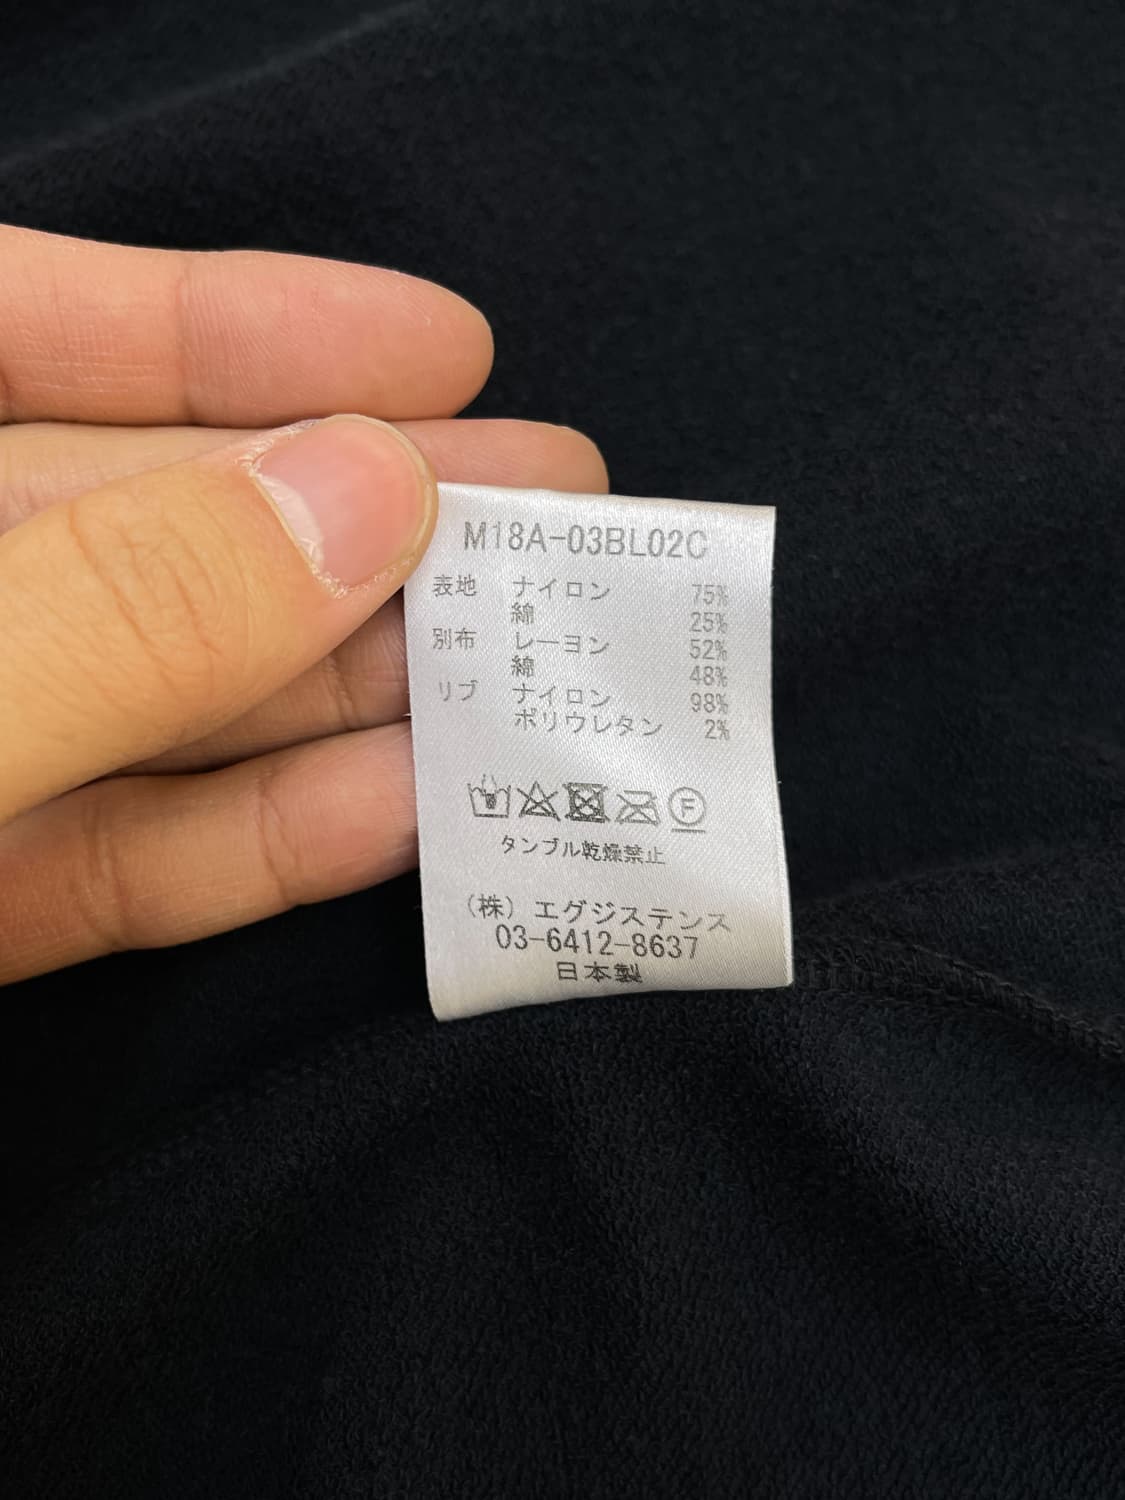 M18A-03BL02C
表地 ナイロン 75%
綿 25%
別布 レーヨン 52%
綿 48%
リブ ナイロン 98%
ポリウレタン 2%
F
タンブル乾燥禁止
(株) エグジステンス
03-6412-8637
日本製